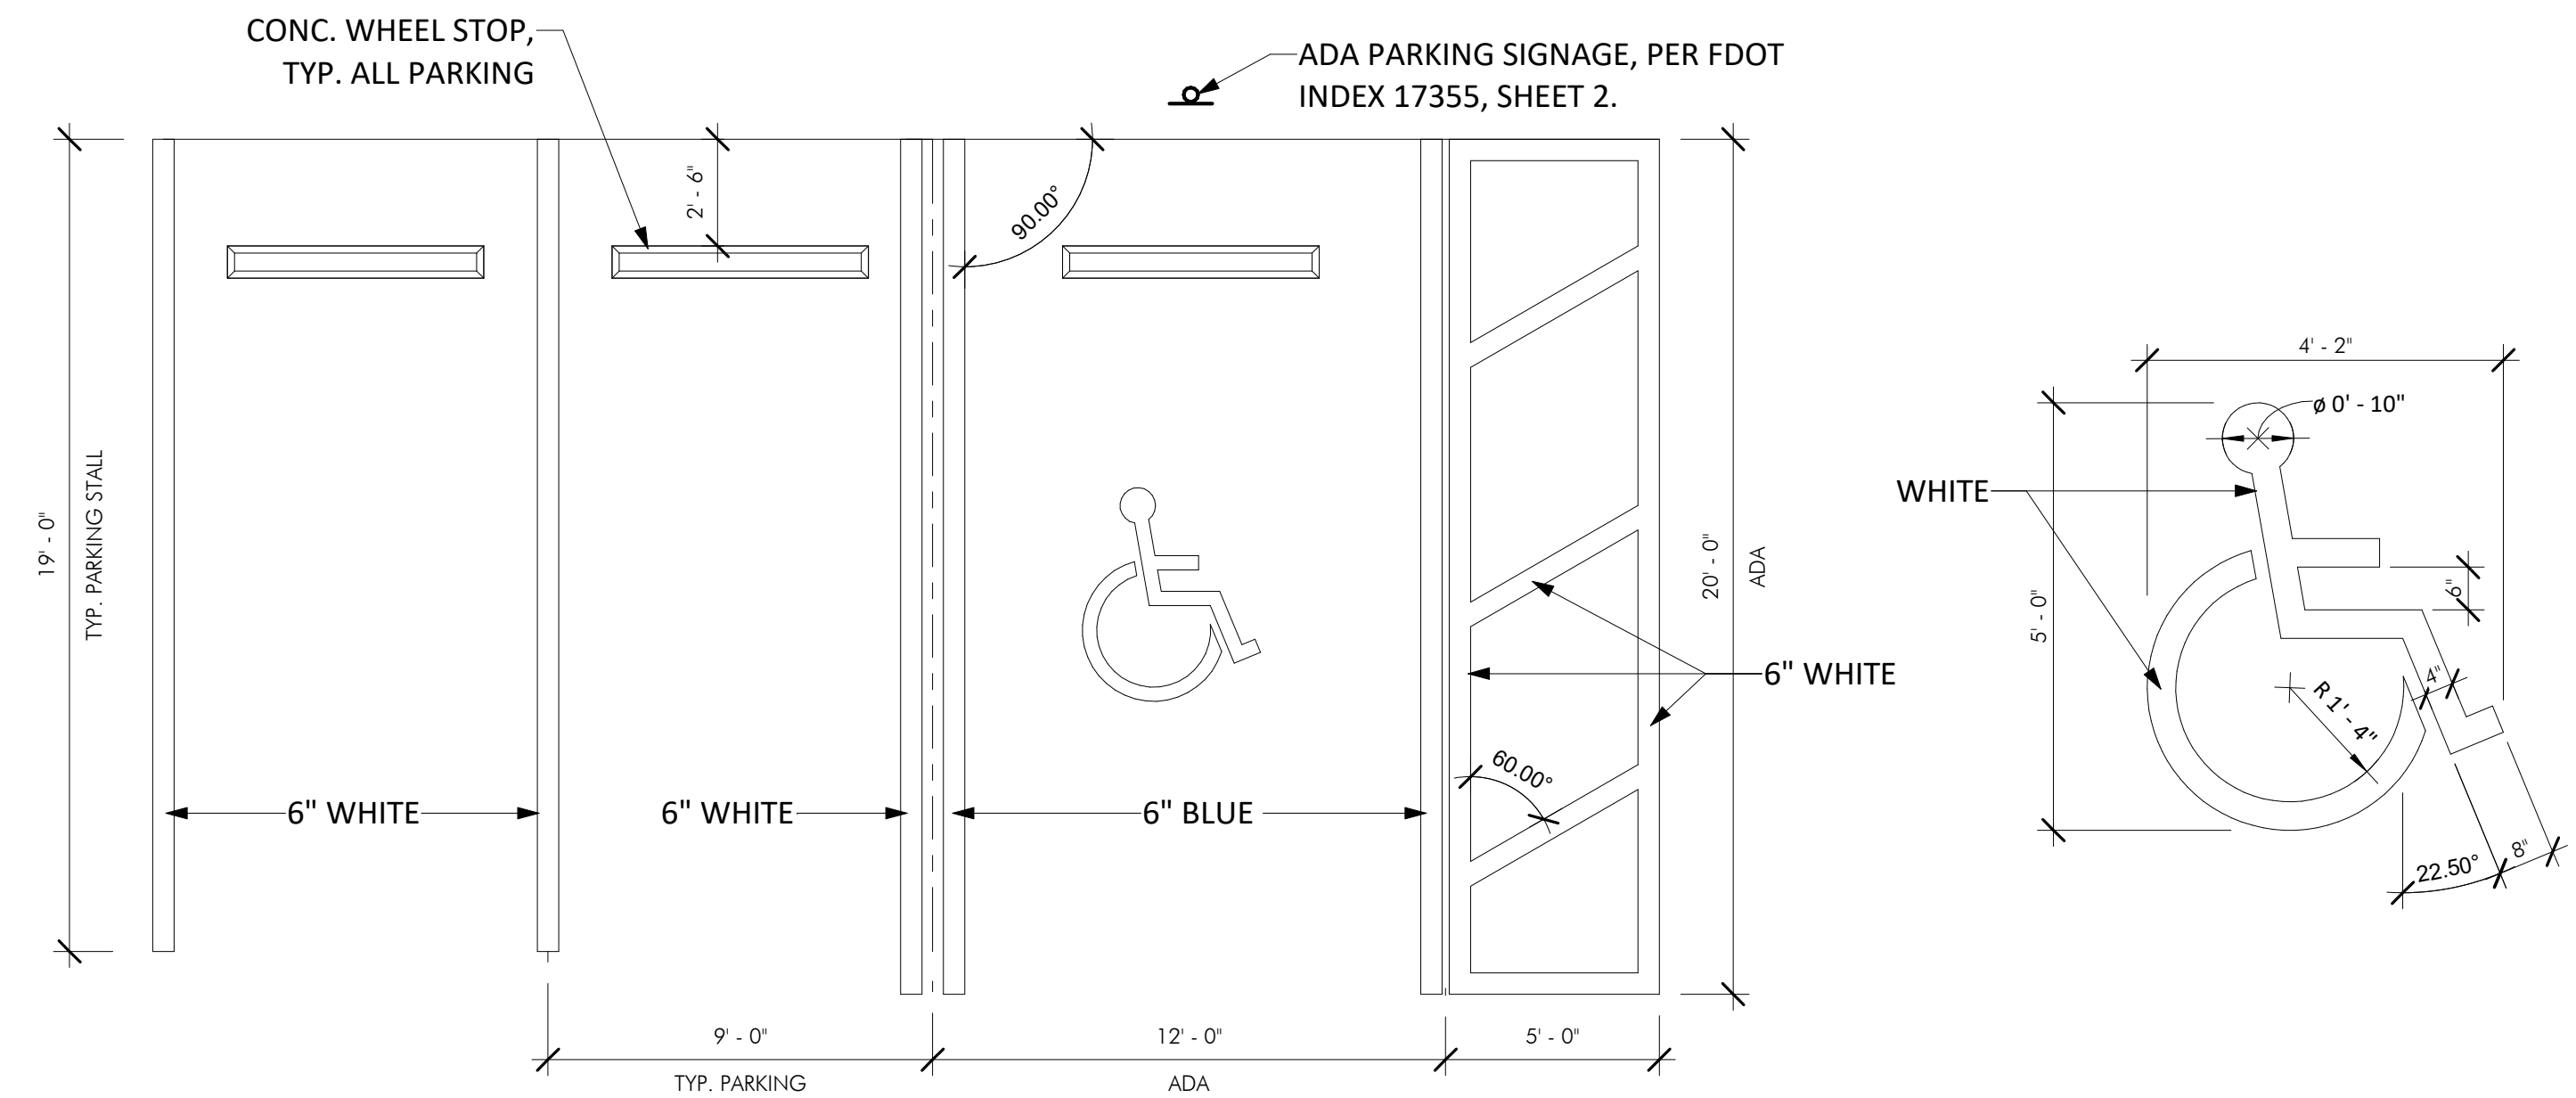 CONC. WHEEL STOP,
TYP. ALL PARKING
ADA PARKING SIGNAGE, PER FDOT
INDEX 17355, SHEET 2.
2' - 6"
90.00°
19' - 0"
TYP. PARKING STALL
20' - 0"
ADA
6" WHITE
60.00°
6" WHITE
6" WHITE
6" BLUE
9' - 0"
TYP. PARKING
12' - 0"
ADA
5' - 0"
4' - 2"
ø 0' - 10"
WHITE
5' - 0"
6"
4"
R 1' - 4"
22.50°
8"